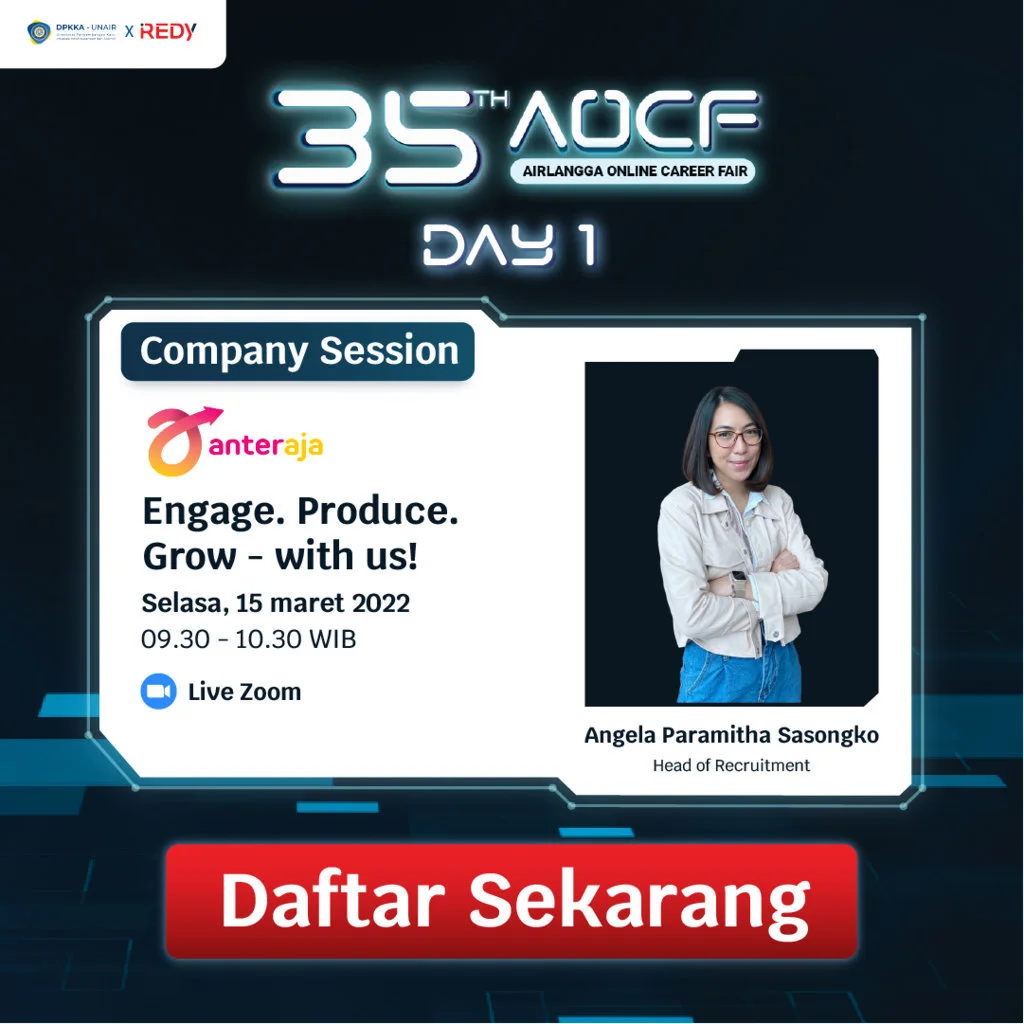 DPKKA - UNAIR
X REDY
35TH AOCF
AIRLANGGA ONLINE CAREER FAIR
DAY 1
Company Session
anteraja
Engage. Produce.
Grow - with us!
Selasa, 15 maret 2022
09.30 - 10.30 WIB
Live Zoom
Angela Paramitha Sasongko
Head of Recruitment
Daftar Sekarang